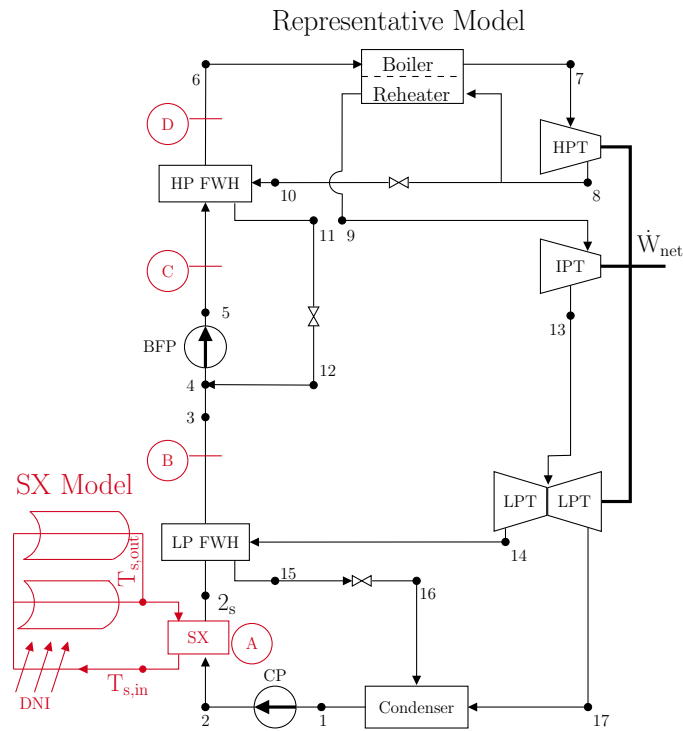 Representative Model
6
Boiler
7
Reheater
D
HPT
HP FWH
10
8
11
9
Ẇnet
C
IPT
5
13
BFP
12
4
3
B
SX Model
LPT
LPT
Ts,out
LP FWH
14
15
16
2s
SX
A
DNI
Ts,in
CP
2
1
Condenser
17